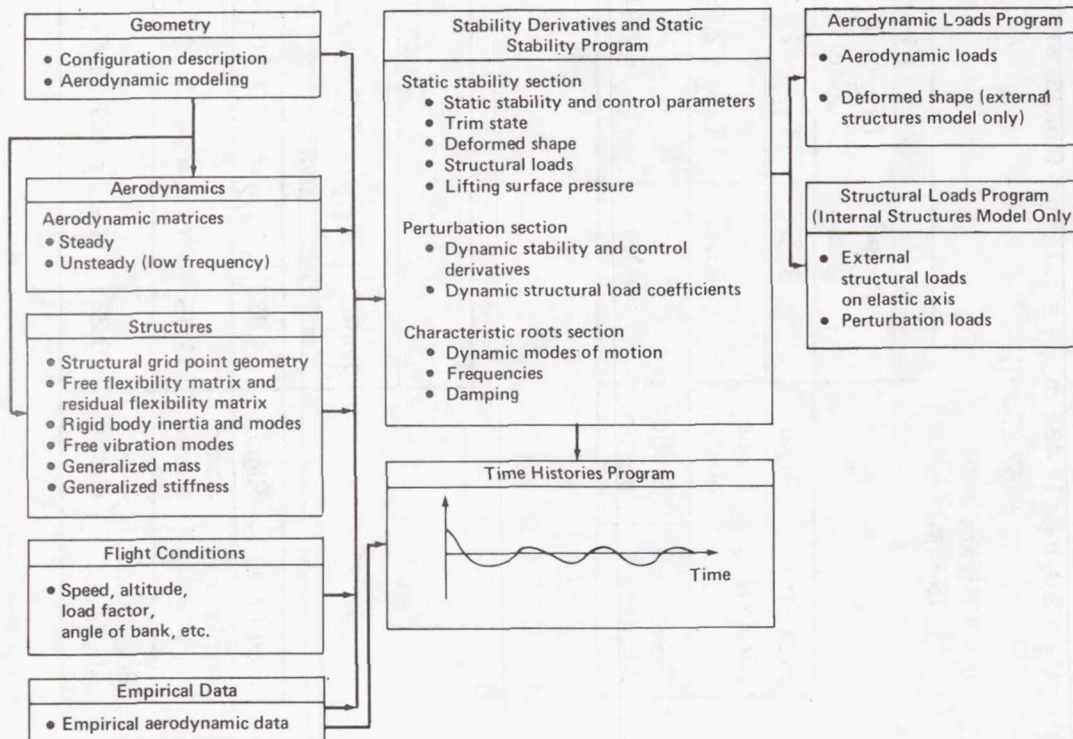 Geometry
• Configuration description
• Aerodynamic modeling
Aerodynamics
Aerodynamic matrices
• Steady
• Unsteady (low frequency)
Structures
• Structural grid point geometry
• Free flexibility matrix and
residual flexibility matrix
• Rigid body inertia and modes
• Free vibration modes
• Generalized mass
• Generalized stiffness
Flight Conditions
• Speed, altitude,
load factor,
angle of bank, etc.
Empirical Data
• Empirical aerodynamic data
Stability Derivatives and Static
Stability Program
Static stability section
• Static stability and control parameters
• Trim state
• Deformed shape
• Structural loads
• Lifting surface pressure
Perturbation section
• Dynamic stability and control
derivatives
• Dynamic structural load coefficients
Characteristic roots section
• Dynamic modes of motion
• Frequencies
• Damping
Time Histories Program
Time
Aerodynamic Loads Program
• Aerodynamic loads
• Deformed shape (external
structures model only)
Structural Loads Program
(Internal Structures Model Only)
• External
structural loads
on elastic axis
• Perturbation loads